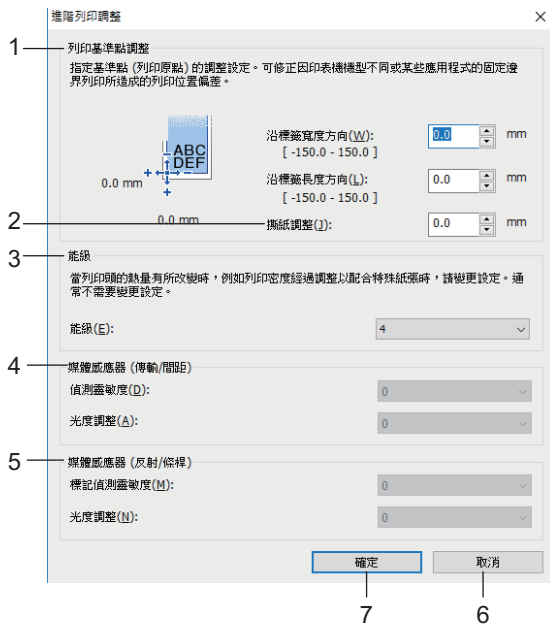 進階列印調整
1
列印基準點調整
指定基準點 (列印原點) 的調整設定。可修正因印表機機型不同或某些應用程式的固定邊
界列印所造成的列印位置偏差。
ABC
DEF
0.0 mm
0.0 mm
沿標籤寬度方向(W):
0.0
mm
[ -150.0 - 150.0 ]
沿標籤長度方向(L):
0.0
mm
[ -150.0 - 150.0 ]
2
撕紙調整(J):
0.0
mm
3
能級
當列印頭的熱量有所改變時，例如列印密度經過調整以配合特殊紙張時，請變更設定。通
常不需要變更設定。
能級(E):
4
4
媒體感應器 (傳輸/間距)
偵測靈敏度(D):
0
光度調整(A):
0
5
媒體感應器 (反射/條桿)
標記偵測靈敏度(M):
0
光度調整(N):
0
確定
取消
7
6